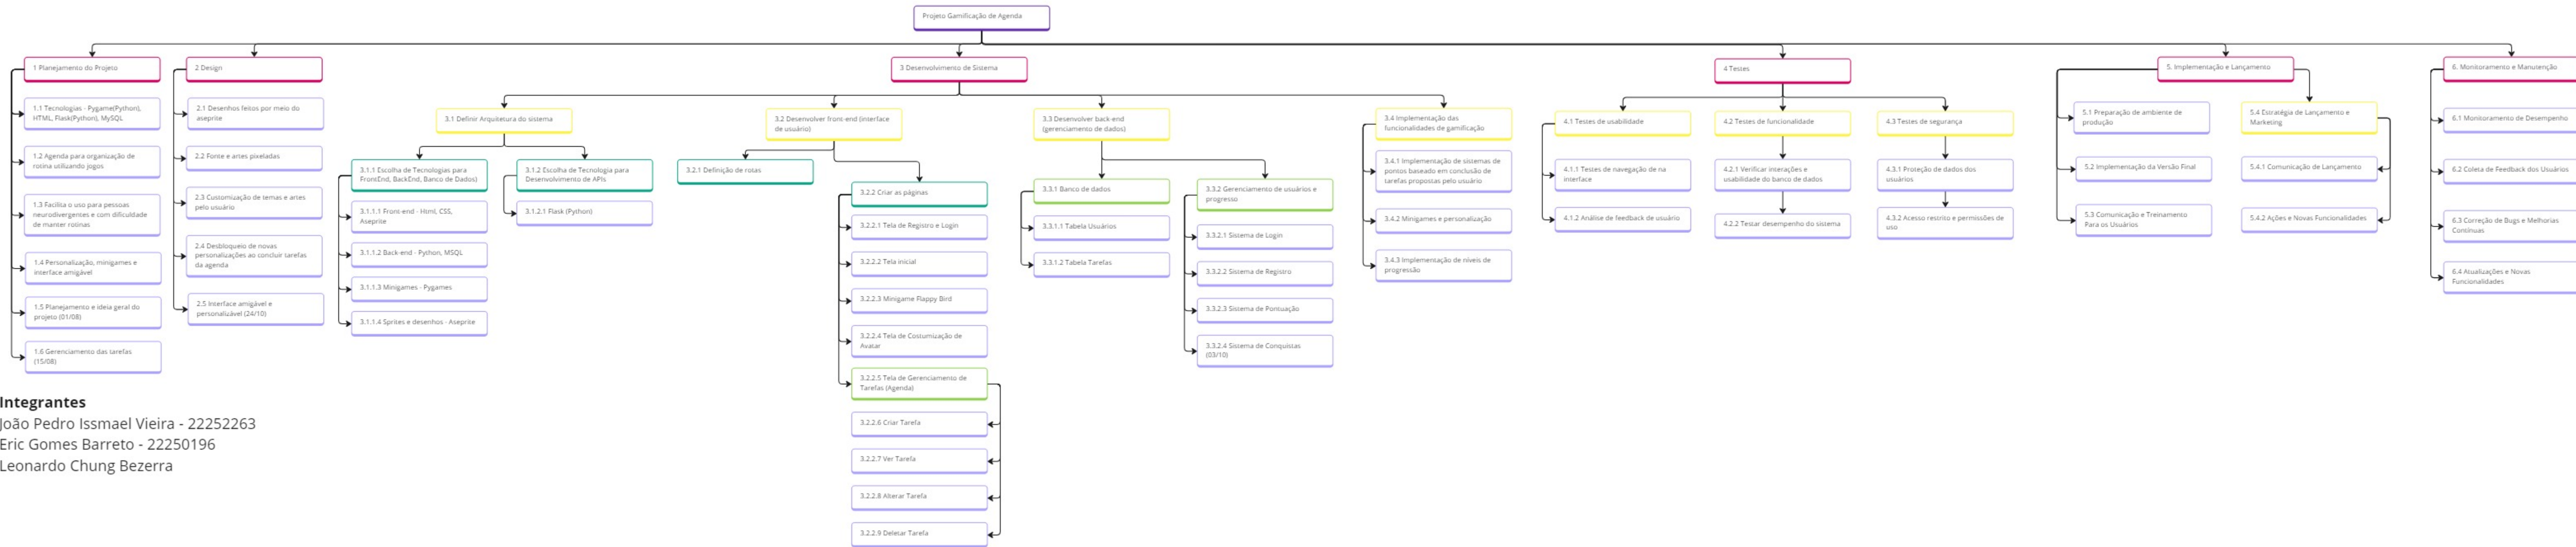 Projeto Gamificação de Agenda
1 Planejamento do Projeto
1.1 Tecnologias - Pygame(Python),
HTML, Flask(Python), MySQL
1.2 Agenda para organização de
rotina utilizando jogos
1.3 Facilita o uso para pessoas
neurodivergentes e com dificuldade
de manter rotinas
1.4 Personalização, minigames e
interface amigável
1.5 Planejamento e ideia geral do
projeto (01/08)
1.6 Gerenciamento das tarefas
(15/08)
2 Design
2.1 Desenhos feitos por meio do
aseprite
2.2 Fonte e artes pixeladas
2.3 Customização de temas e artes
pelo usuário
2.4 Desbloqueio de novas
personalizações ao concluir tarefas
da agenda
2.5 Interface amigável e
personalizável (24/10)
3 Desenvolvimento de Sistema
3.1 Definir Arquitetura do sistema
3.1.1 Escolha de Tecnologias para
FrontEnd, BackEnd, Banco de Dados)
3.1.1.1 Front-end - Html, CSS,
Aseprite
3.1.1.2 Back-end - Python, MSQL
3.1.1.3 Minigames - Pygames
3.1.1.4 Sprites e desenhos - Aseprite
3.1.2 Escolha de Tecnologia para
Desenvolvimento de APIs
3.1.2.1 Flask (Python)
3.2 Desenvolver front-end (interface
de usuário)
3.2.1 Definição de rotas
3.2.2 Criar as páginas
3.2.2.1 Tela de Registro e Login
3.2.2.2 Tela inicial
3.2.2.3 Minigame Flappy Bird
3.2.2.4 Tela de Costumização de
Avatar
3.2.2.5 Tela de Gerenciamento de
Tarefas (Agenda)
3.2.2.6 Criar Tarefa
3.2.2.7 Ver Tarefa
3.2.2.8 Alterar Tarefa
3.2.2.9 Deletar Tarefa
3.3 Desenvolver back-end
(gerenciamento de dados)
3.3.1 Banco de dados
3.3.1.1 Tabela Usuários
3.3.1.2 Tabela Tarefas
3.3.2 Gerenciamento de usuários e
progresso
3.3.2.1 Sistema de Login
3.3.2.2 Sistema de Registro
3.3.2.3 Sistema de Pontuação
3.3.2.4 Sistema de Conquistas
(03/10)
3.4 Implementação das
funcionalidades de gamificação
3.4.1 Implementação de sistemas de
pontos baseado em conclusão de
tarefas propostas pelo usuário
3.4.2 Minigames e personalização
3.4.3 Implementação de níveis de
progressão
4 Testes
4.1 Testes de usabilidade
4.1.1 Testes de navegação de na
interface
4.1.2 Análise de feedback de usuário
4.2 Testes de funcionalidade
4.2.1 Verificar interações e
usabilidade do banco de dados
4.2.2 Testar desempenho do sistema
4.3 Testes de segurança
4.3.1 Proteção de dados dos
usuários
4.3.2 Acesso restrito e permissões de
uso
5. Implementação e Lançamento
5.1 Preparação de ambiente de
produção
5.2 Implementação da Versão Final
5.3 Comunicação e Treinamento
Para os Usuários
5.4 Estratégia de Lançamento e
Marketing
5.4.1 Comunicação de Lançamento
5.4.2 Ações e Novas Funcionalidades
6. Monitoramento e Manutenção
6.1 Monitoramento de Desempenho
6.2 Coleta de Feedback dos Usuários
6.3 Correção de Bugs e Melhorias
Contínuas
6.4 Atualizações e Novas
Funcionalidades
Integrantes
João Pedro Issmael Vieira - 22252263
Eric Gomes Barreto - 22250196
Leonardo Chung Bezerra